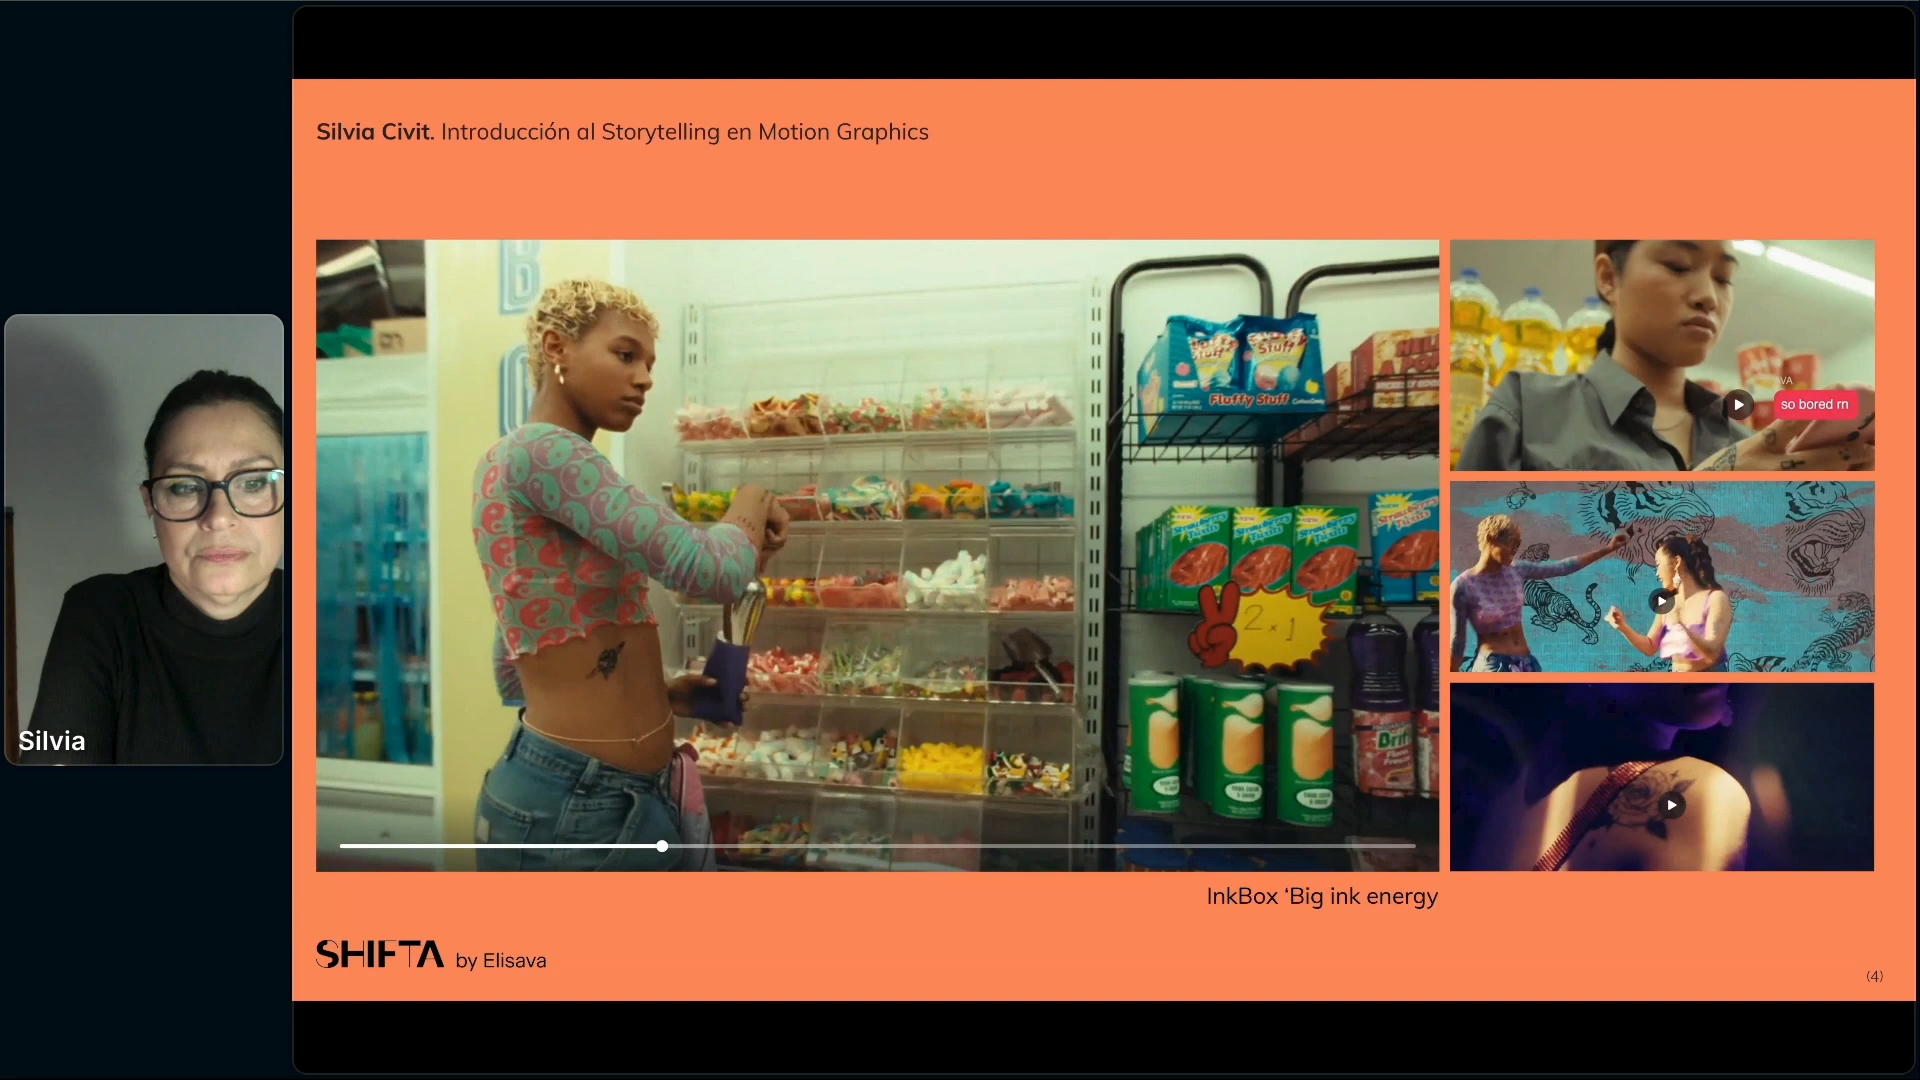 Silvia Civit. Introducción al Storytelling en Motion Graphics
Fluffy Stuff
2x1
VA
so bored rn
Silvia
InkBox ‘Big ink energy
SHIFTA by Elisava
(4)